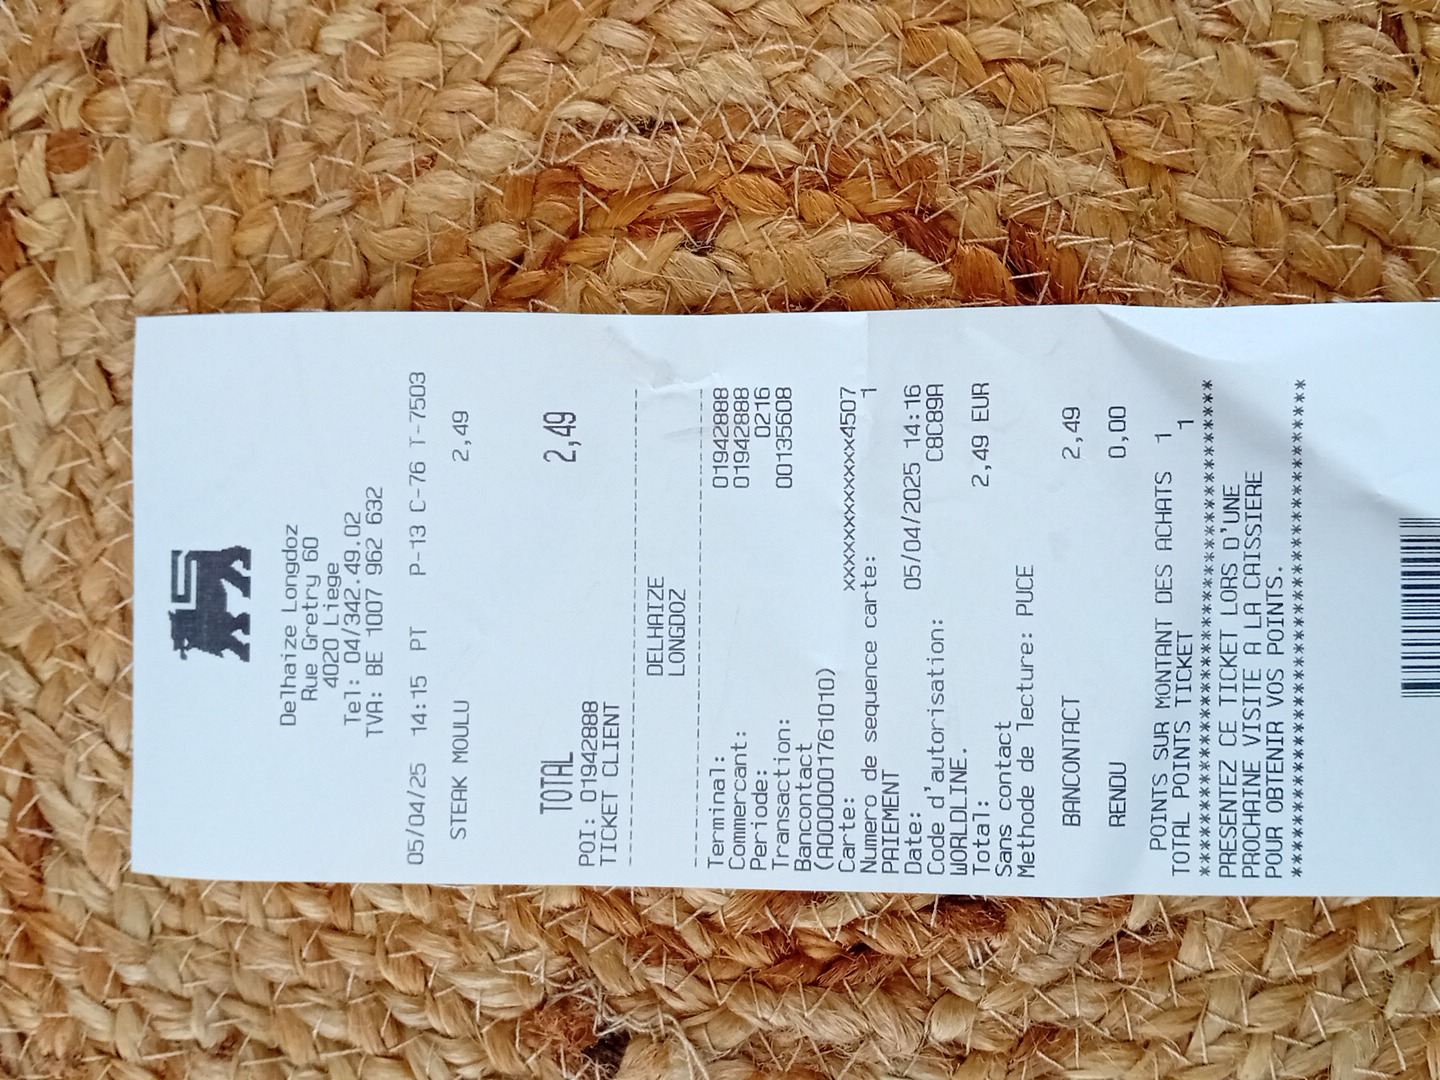 Delhaize Longdoz
Rue Gretry 60
4020 Liege
Tel: 04/342.49.02
TVA: BE 1007 962 632
05/04/25 14:15 PT P-13 C-76 T-7503
STEAK MOULU 2,49
TOTAL 2,49
POI: 01942888
TICKET CLIENT
--------------------------------
DELHAIZE
LONGDOZ
--------------------------------
Terminal: 01942888
Commercant: 01942888
Periode: 0216
Transaction: 00135608
Bancontact
(A0000001761010)
Carte: xxxxxxxxxxxxxxx4507
Numero de sequence carte: 1
PAIEMENT
Date: 05/04/2025 14:16
Code d'autorisation: C8C89A
WORLDLINE.
Total: 2,49 EUR
Sans contact
Methode de lecture: PUCE
BANCONTACT 2,49
RENDU 0,00
POINTS SUR MONTANT DES ACHATS 1
TOTAL POINTS TICKET 1
****************************************
PRESENTEZ CE TICKET LORS D'UNE
PROCHAINE VISITE A LA CAISSIERE
POUR OBTENIR VOS POINTS.
****************************************